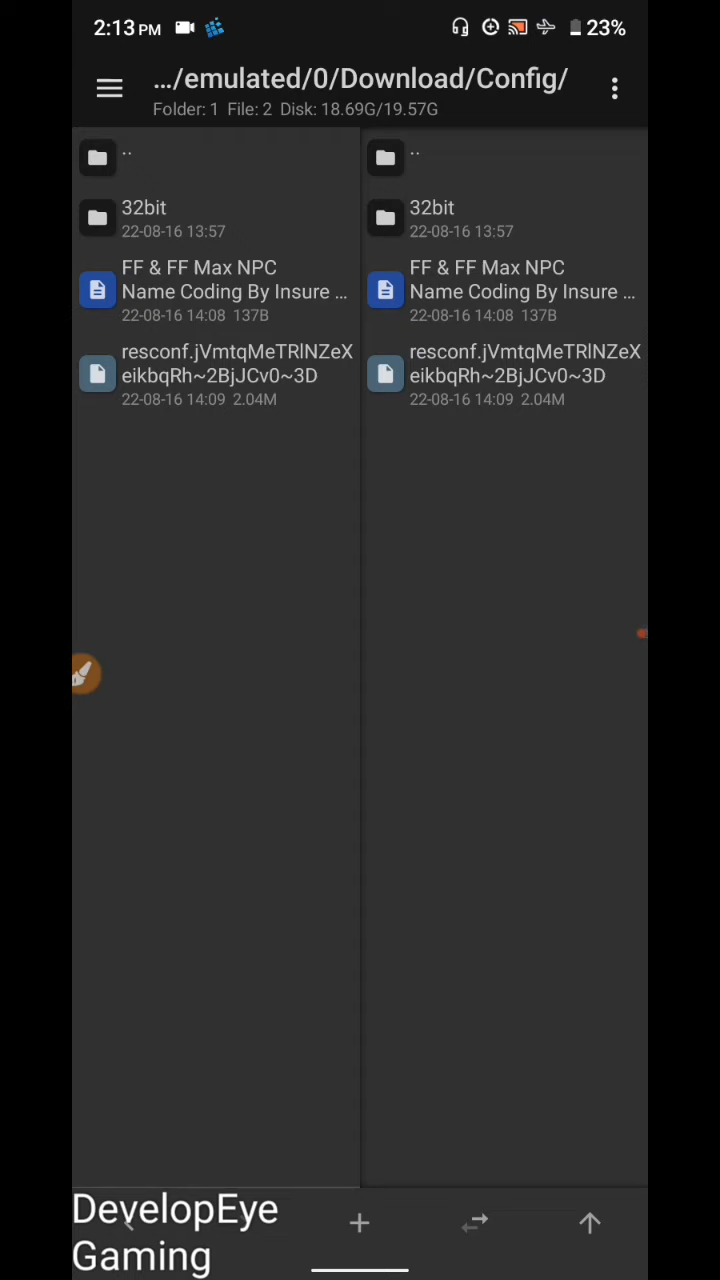 2:13 PM 23%
.../emulated/0/Download/Config/
Folder: 1 File: 2 Disk: 18.69G/19.57G
..
32bit
22-08-16 13:57
FF & FF Max NPC
Name Coding By Insure ...
22-08-16 14:08 137B
resconf.jVmtqMeTRlNZeX
eikbqRh~2BjJCv0~3D
22-08-16 14:09 2.04M
..
32bit
22-08-16 13:57
FF & FF Max NPC
Name Coding By Insure ...
22-08-16 14:08 137B
resconf.jVmtqMeTRlNZeX
eikbqRh~2BjJCv0~3D
22-08-16 14:09 2.04M
DevelopEye
Gaming